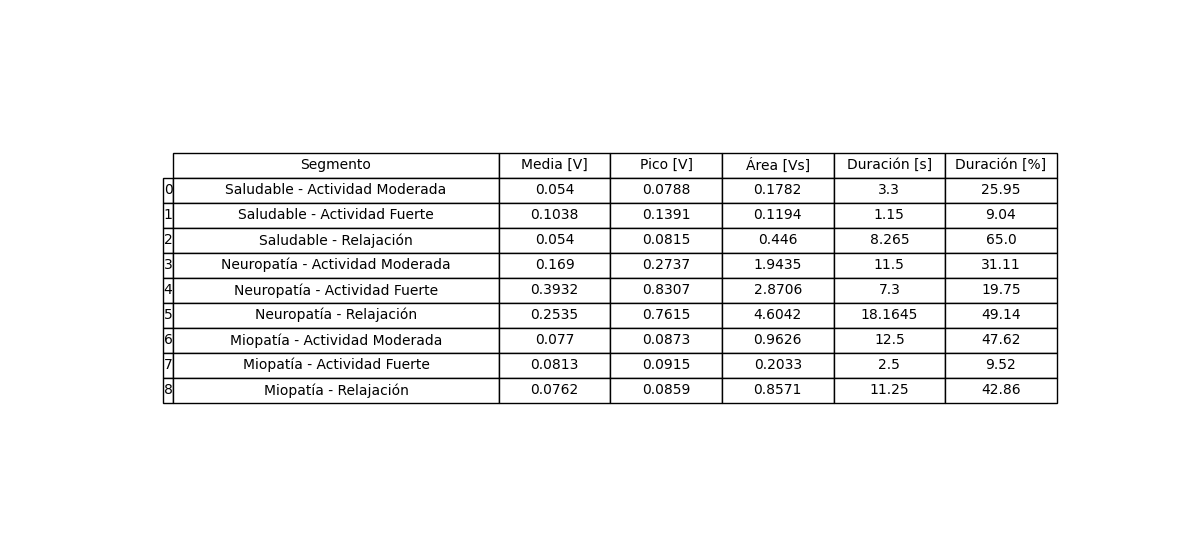 Segmento Media [V] Pico [V] Área [Vs] Duración [s] Duración [%]
0 Saludable - Actividad Moderada 0.054 0.0788 0.1782 3.3 25.95
1 Saludable - Actividad Fuerte 0.1038 0.1391 0.1194 1.15 9.04
2 Saludable - Relajación 0.054 0.0815 0.446 8.265 65.0
3 Neuropatía - Actividad Moderada 0.169 0.2737 1.9435 11.5 31.11
4 Neuropatía - Actividad Fuerte 0.3932 0.8307 2.8706 7.3 19.75
5 Neuropatía - Relajación 0.2535 0.7615 4.6042 18.1645 49.14
6 Miopatía - Actividad Moderada 0.077 0.0873 0.9626 12.5 47.62
7 Miopatía - Actividad Fuerte 0.0813 0.0915 0.2033 2.5 9.52
8 Miopatía - Relajación 0.0762 0.0859 0.8571 11.25 42.86